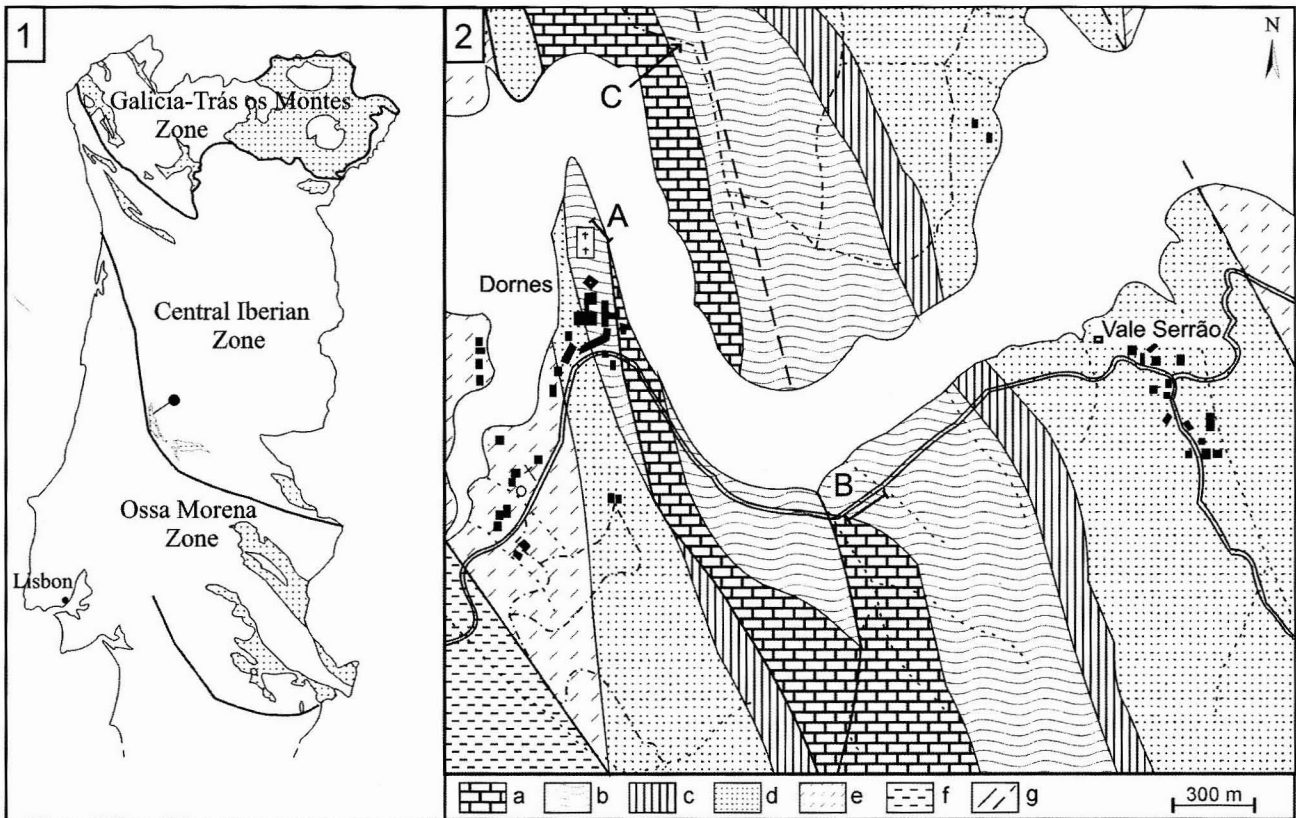 1
Galicia-Trás os Montes
Zone
Central Iberian
Zone
Ossa Morena
Zone
Lisbon
2
N
C
A
Dornes
Vale Serrão
B
a
b
c
d
e
f
g
300 m